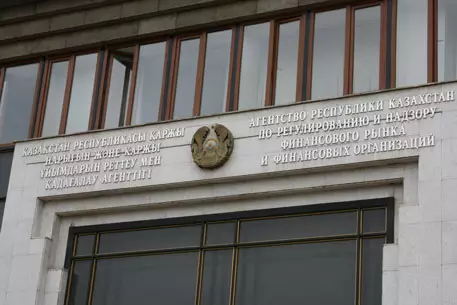 ҚАЗАҚСТАН РЕСПУБЛИКАСЫ ҚАРЖЫ
НАРЫҒЫН ЖӘНЕ ҚАРЖЫ
ҰЙЫМДАРЫН РЕТТЕУ МЕН
ҚАДАҒАЛАУ АГЕНТТІГІ
АГЕНТСТВО РЕСПУБЛИКИ КАЗАХСТАН
ПО РЕГУЛИРОВАНИЮ И НАДЗОРУ
ФИНАНСОВОГО РЫНКА
И ФИНАНСОВЫХ ОРГАНИЗАЦИЙ